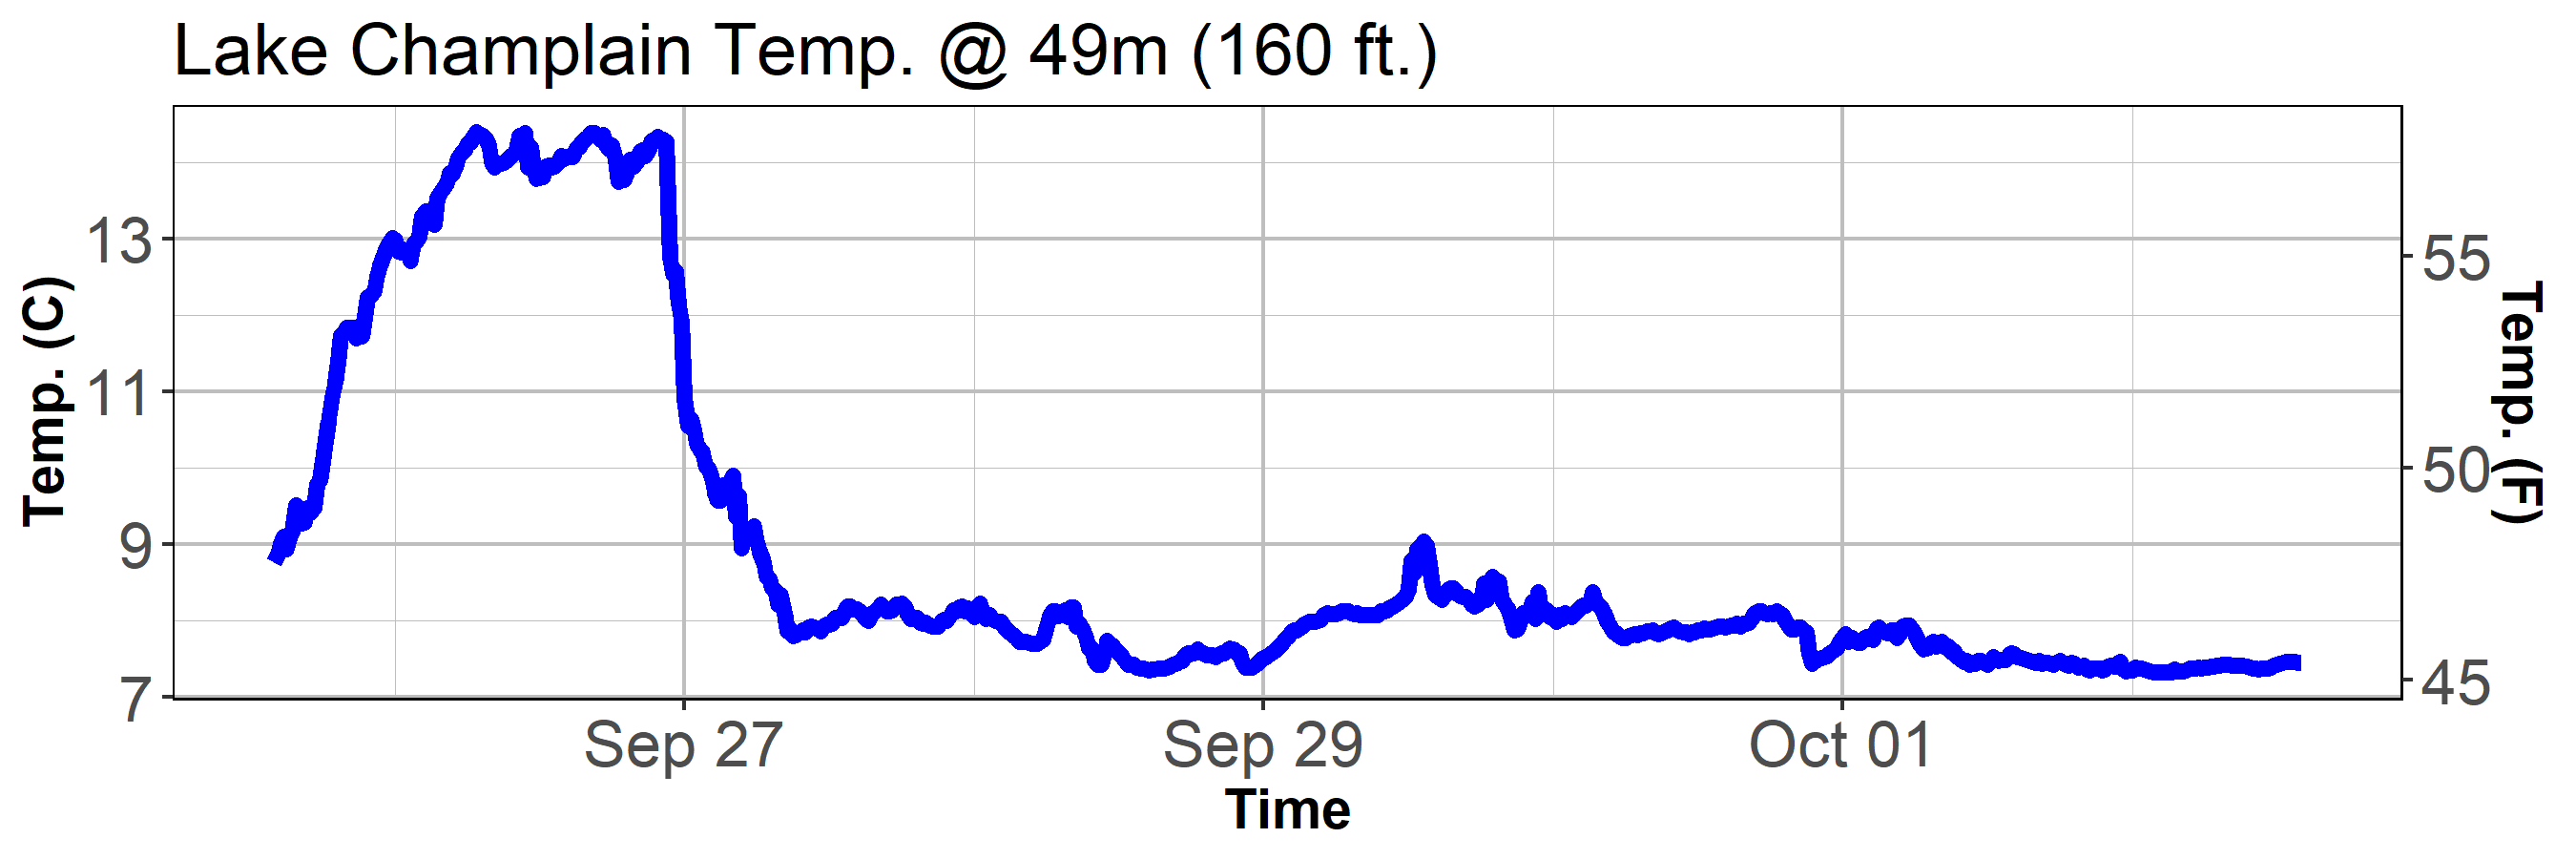 Lake Champlain Temp. @ 49m (160 ft.)
Temp. (C)
13
11
9
7
55
50
45
Temp. (F)
Sep 27
Sep 29
Oct 01
Time